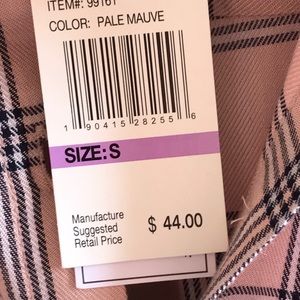 ITEM#: 99161
COLOR: PALE MAUVE
1 90415 28255 6
SIZE: S
Manufacture
Suggested
Retail Price
$ 44.00